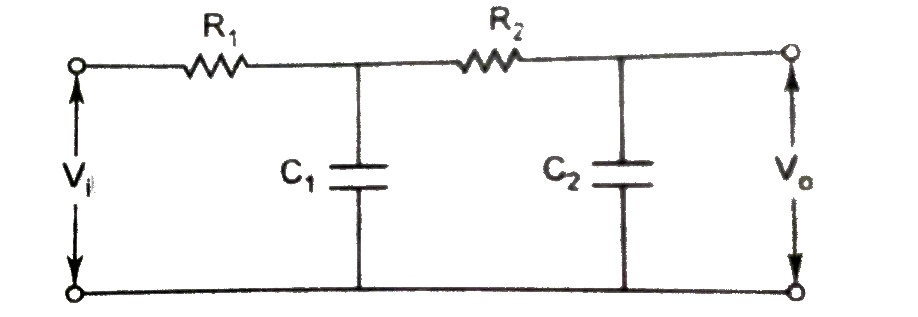 R₁
R₂
Vᵢ
C₁
C₂
Vₒ